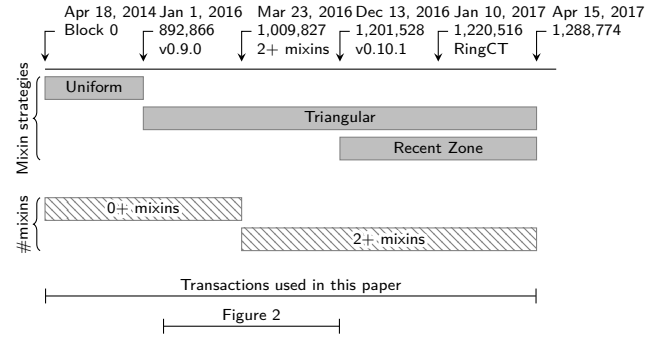 Apr 18, 2014 Jan 1, 2016 Mar 23, 2016 Dec 13, 2016 Jan 10, 2017 Apr 15, 2017
Block 0 892,866 1,009,827 1,201,528 1,220,516 1,288,774
v0.9.0 2+ mixins v0.10.1 RingCT
Mixin strategies
Uniform
Triangular
Recent Zone
#mixins
0+ mixins
2+ mixins
Transactions used in this paper
Figure 2